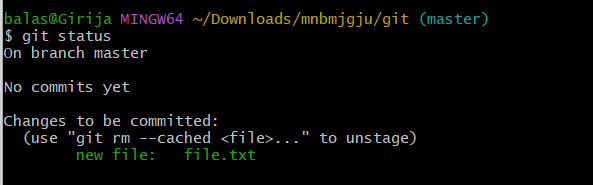 balas@Girija MINGW64 ~/Downloads/mnbmjgju/git (master)
$ git status
On branch master
No commits yet
Changes to be committed:
(use "git rm --cached <file>..." to unstage)
new file: file.txt